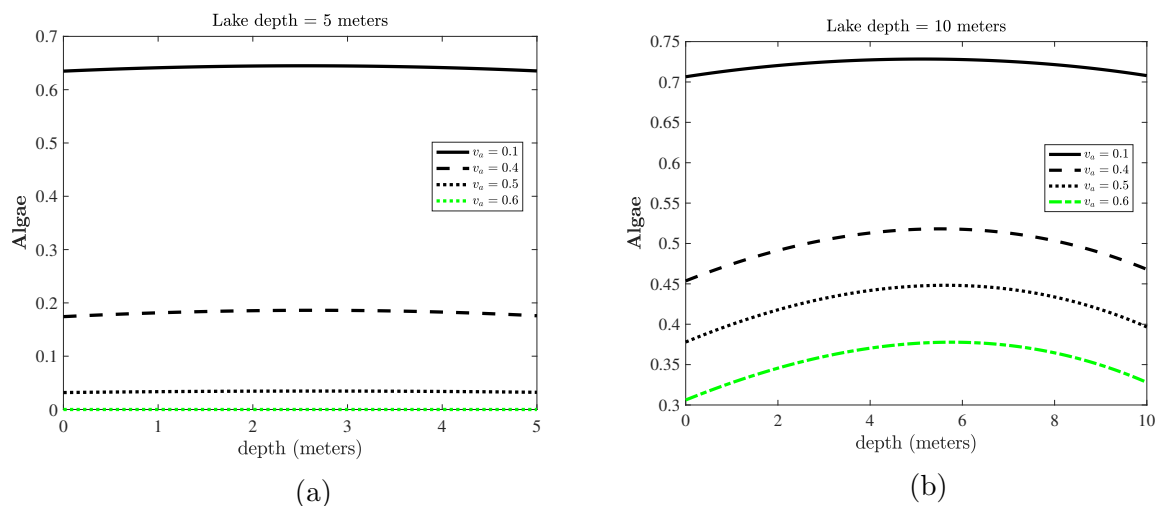 Lake depth = 5 meters
0.7
0.6
0.5
0.4
0.3
0.2
0.1
0
Algae
v_a = 0.1
v_a = 0.4
v_a = 0.5
v_a = 0.6
0 1 2 3 4 5
depth (meters)
(a)
Lake depth = 10 meters
0.75
0.7
0.65
0.6
0.55
0.5
0.45
0.4
0.35
0.3
Algae
v_a = 0.1
v_a = 0.4
v_a = 0.5
v_a = 0.6
0 2 4 6 8 10
depth (meters)
(b)